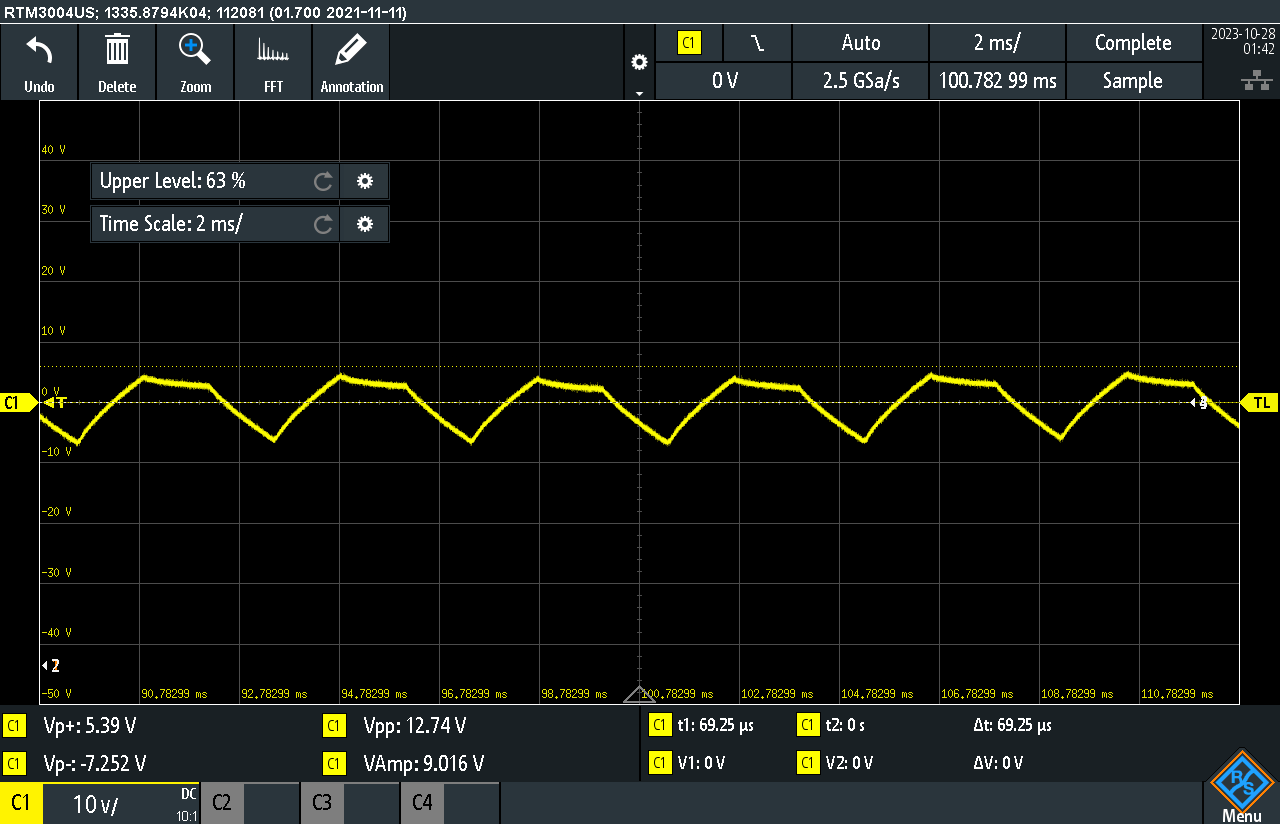 RTM3004US; 1335.8794K04; 112081 (01.700 2021-11-11)
Undo Delete Zoom FFT Annotation
C1 Auto 2 ms/ Complete
0 V 2.5 GSa/s 100.782 99 ms Sample
2023-10-28
01:42
40 V
Upper Level: 63 %
30 V
Time Scale: 2 ms/
20 V
10 V
0 V
C1 T TL
-10 V
-20 V
-30 V
-40 V
2
-50 V 90.78299 ms 92.78299 ms 94.78299 ms 96.78299 ms 98.78299 ms 100.78299 ms 102.78299 ms 104.78299 ms 106.78299 ms 108.78299 ms 110.78299 ms
C1 Vp+: 5.39 V C1 Vpp: 12.74 V C1 t1: 69.25 µs C1 t2: 0 s Δt: 69.25 µs
C1 Vp-: -7.252 V C1 VAmp: 9.016 V C1 V1: 0 V C1 V2: 0 V ΔV: 0 V
C1 10 V/ DC 10:1 C2 C3 C4
R&S
Menu